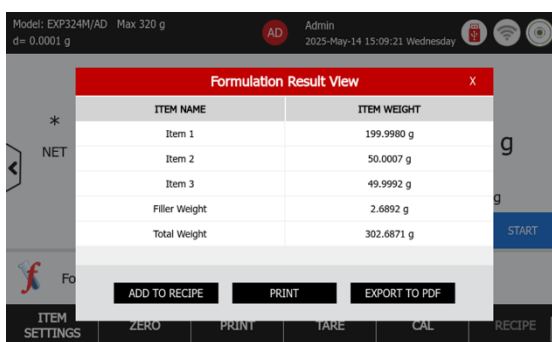 Model: EXP324M/AD Max 320 g
d= 0.0001 g
AD
Admin
2025-May-14 15:09:21 Wednesday
Formulation Result View X
ITEM NAME ITEM WEIGHT
Item 1 199.9980 g
Item 2 50.0007 g
Item 3 49.9992 g
Filler Weight 2.6892 g
Total Weight 302.6871 g
ADD TO RECIPE PRINT EXPORT TO PDF
*
NET
g
g
START
f Fo
ITEM SETTINGS ZERO PRINT TARE CAL RECIPE